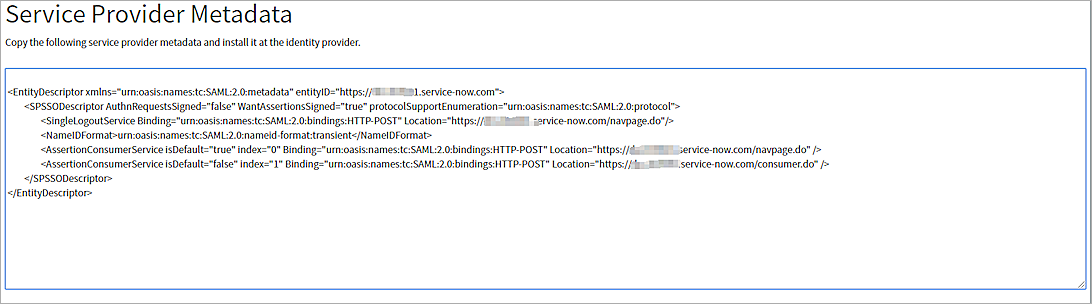 Service Provider Metadata
Copy the following service provider metadata and install it at the identity provider.
<EntityDescriptor xmlns="urn:oasis:names:tc:SAML:2.0:metadata" entityID="https://1.service-now.com">
<SPSSODescriptor AuthnRequestsSigned="false" WantAssertionsSigned="true" protocolSupportEnumeration="urn:oasis:names:tc:SAML:2.0:protocol">
<SingleLogoutService Binding="urn:oasis:names:tc:SAML:2.0:bindings:HTTP-POST" Location="https://service-now.com/navpage.do"/>
<NameIDFormat>urn:oasis:names:tc:SAML:2.0:nameid-format:transient</NameIDFormat>
<AssertionConsumerService isDefault="true" index="0" Binding="urn:oasis:names:tc:SAML:2.0:bindings:HTTP-POST" Location="https://service-now.com/navpage.do" />
<AssertionConsumerService isDefault="false" index="1" Binding="urn:oasis:names:tc:SAML:2.0:bindings:HTTP-POST" Location="https://.service-now.com/consumer.do" />
</SPSSODescriptor>
</EntityDescriptor>